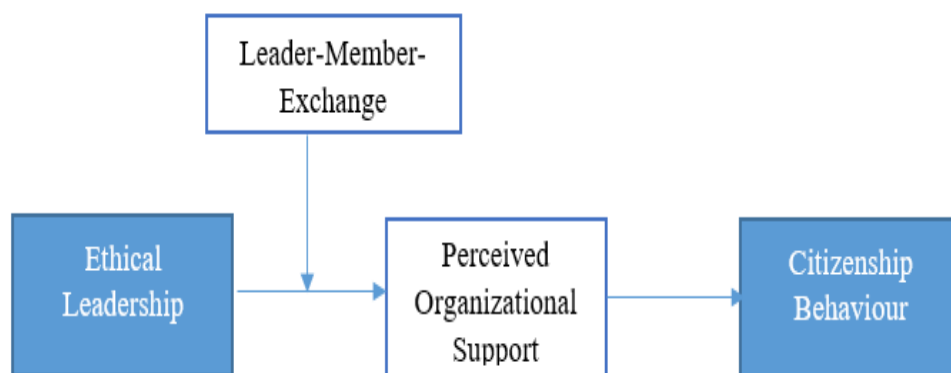 Leader-Member-
Exchange
Ethical
Leadership
Perceived
Organizational
Support
Citizenship
Behaviour